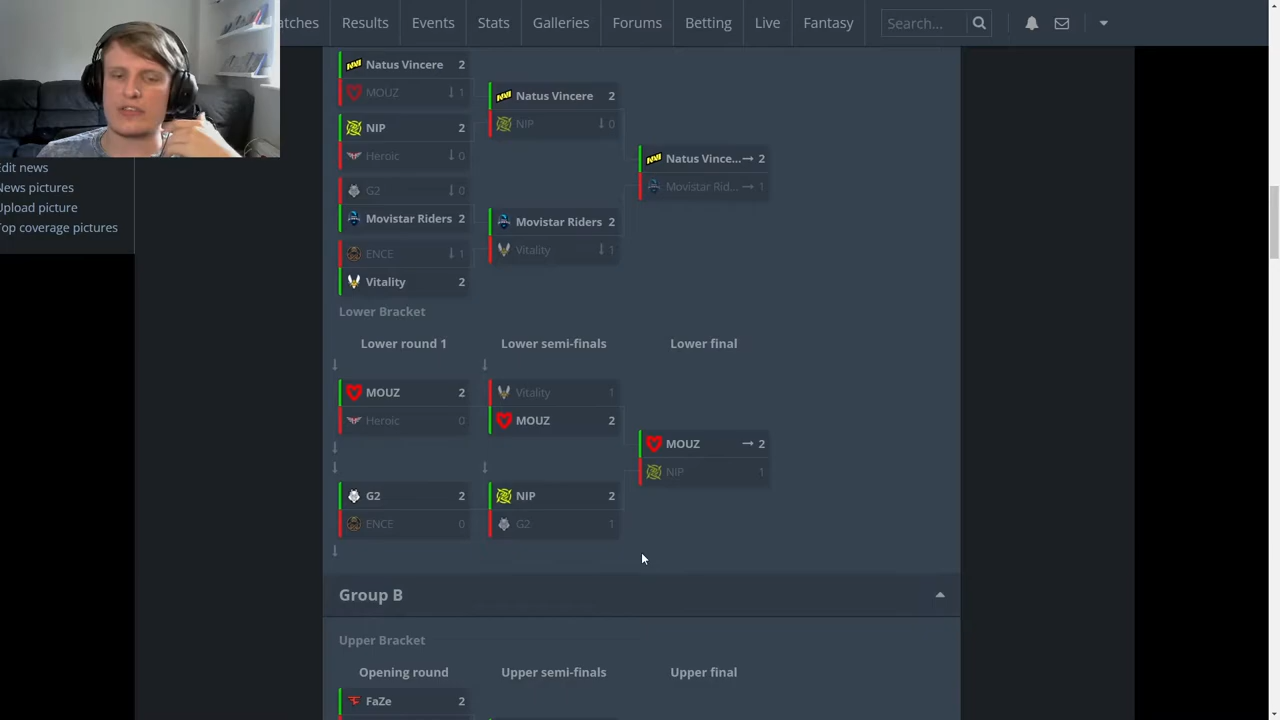 atches Results Events Stats Galleries Forums Betting Live Fantasy Search...
Edit news
News pictures
Upload picture
Top coverage pictures
Natus Vincere 2
MOUZ 1
NIP 2
Heroic 0
G2 0
Movistar Riders 2
ENCE 1
Vitality 2
Natus Vincere 2
NIP 0
Movistar Riders 2
Vitality 1
Natus Vince... → 2
Movistar Rid... → 1
Lower Bracket
Lower round 1 Lower semi-finals Lower final
MOUZ 2
Heroic 0
G2 2
ENCE 0
Vitality 1
MOUZ 2
NIP 2
G2 1
MOUZ → 2
NIP 1
Group B
Upper Bracket
Opening round Upper semi-finals Upper final
FaZe 2